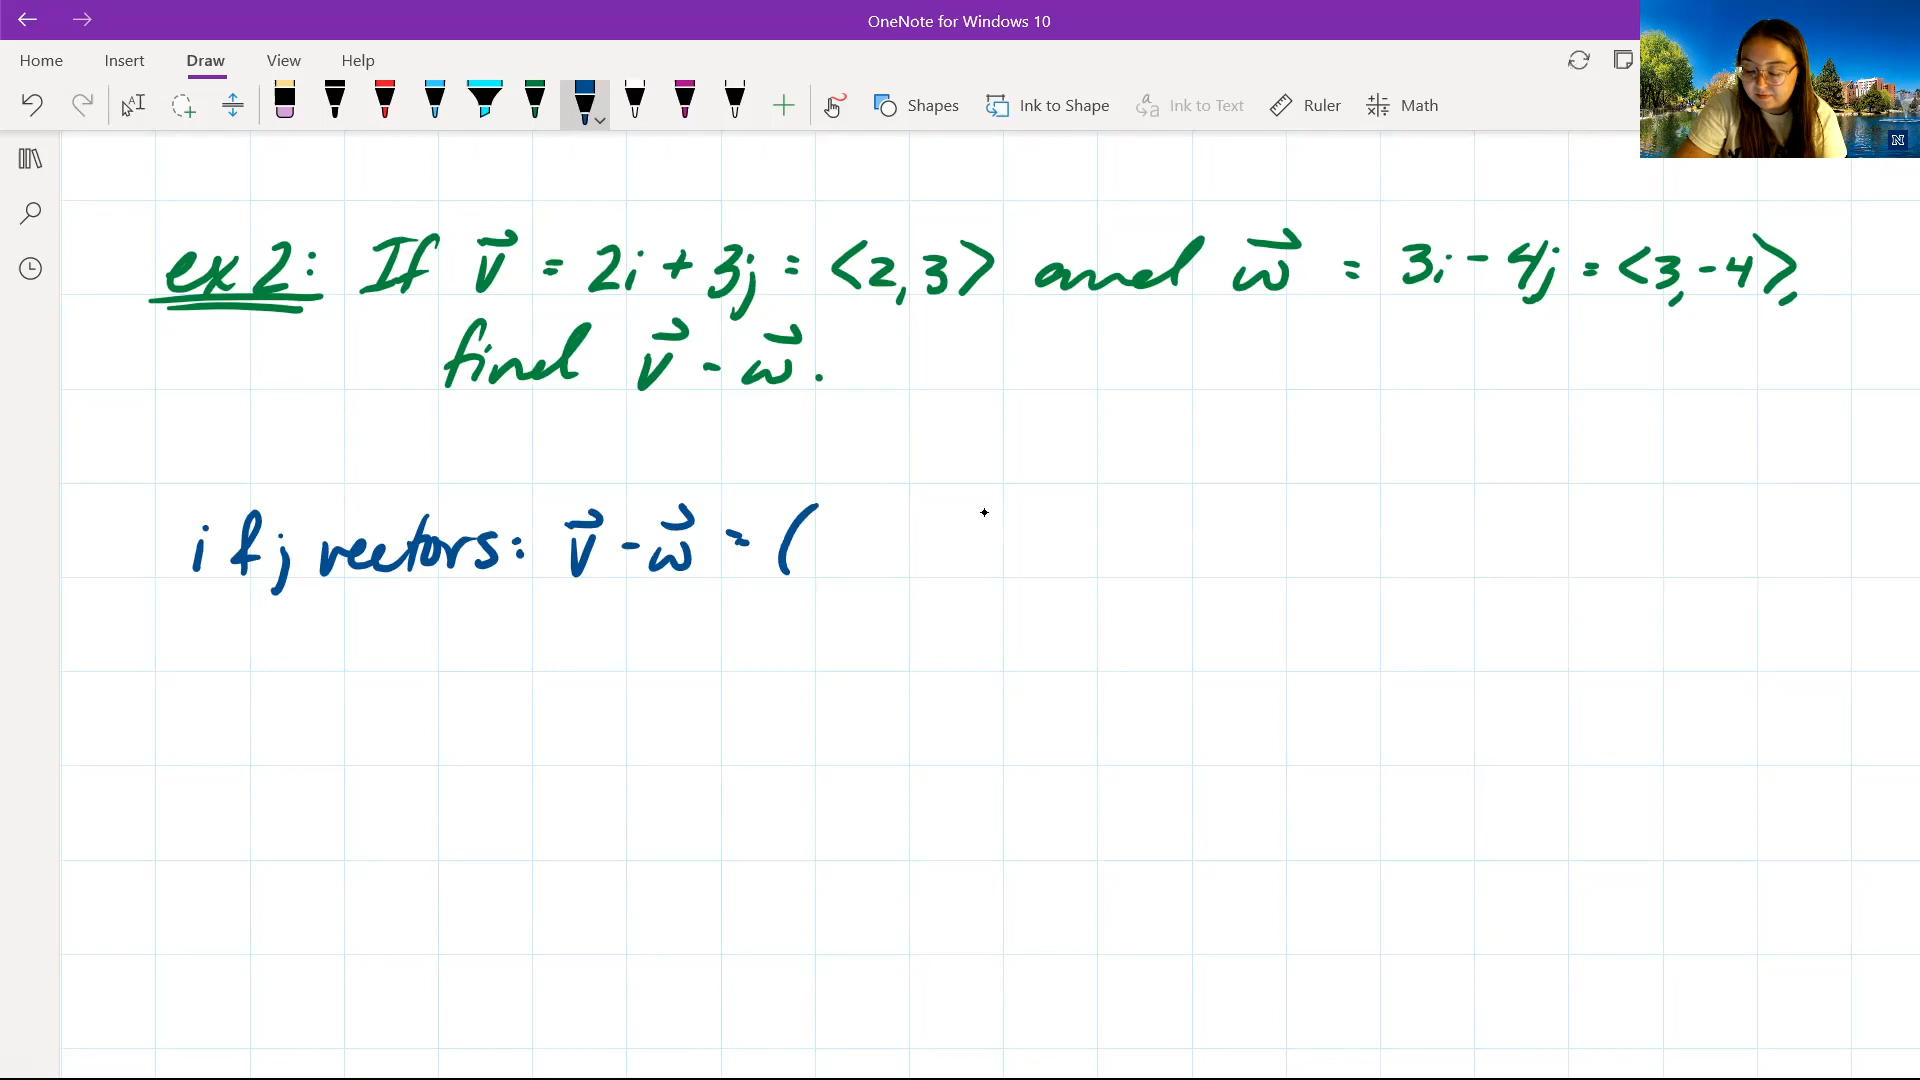 OneNote for Windows 10
Home Insert Draw View Help
Shapes Ink to Shape Ink to Text Ruler Math
N
ex 2: If v⃗ = 2i + 3j = <2, 3> and w⃗ = 3i - 4j = <3, -4>,
find v⃗ - w⃗.
i & j vectors: v⃗ - w⃗ = (